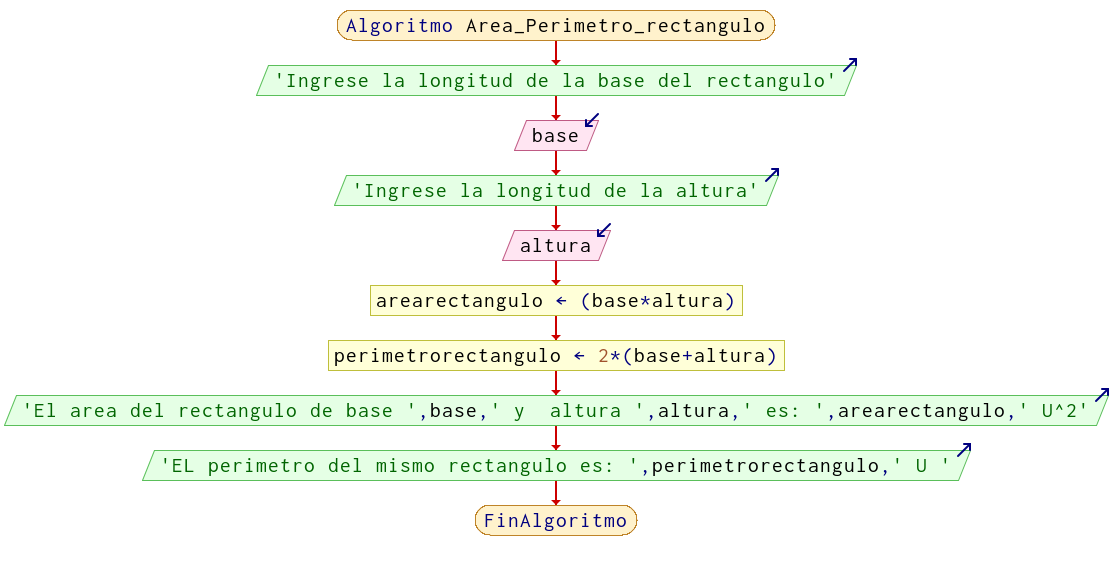 Algoritmo Area_Perimetro_rectangulo
'Ingrese la longitud de la base del rectangulo'
base
'Ingrese la longitud de la altura'
altura
arearectangulo ← (base*altura)
perimetrorectangulo ← 2*(base+altura)
'El area del rectangulo de base ',base,' y  altura ',altura,' es: ',arearectangulo,' U^2'
'EL perimetro del mismo rectangulo es: ',perimetrorectangulo,' U '
FinAlgoritmo